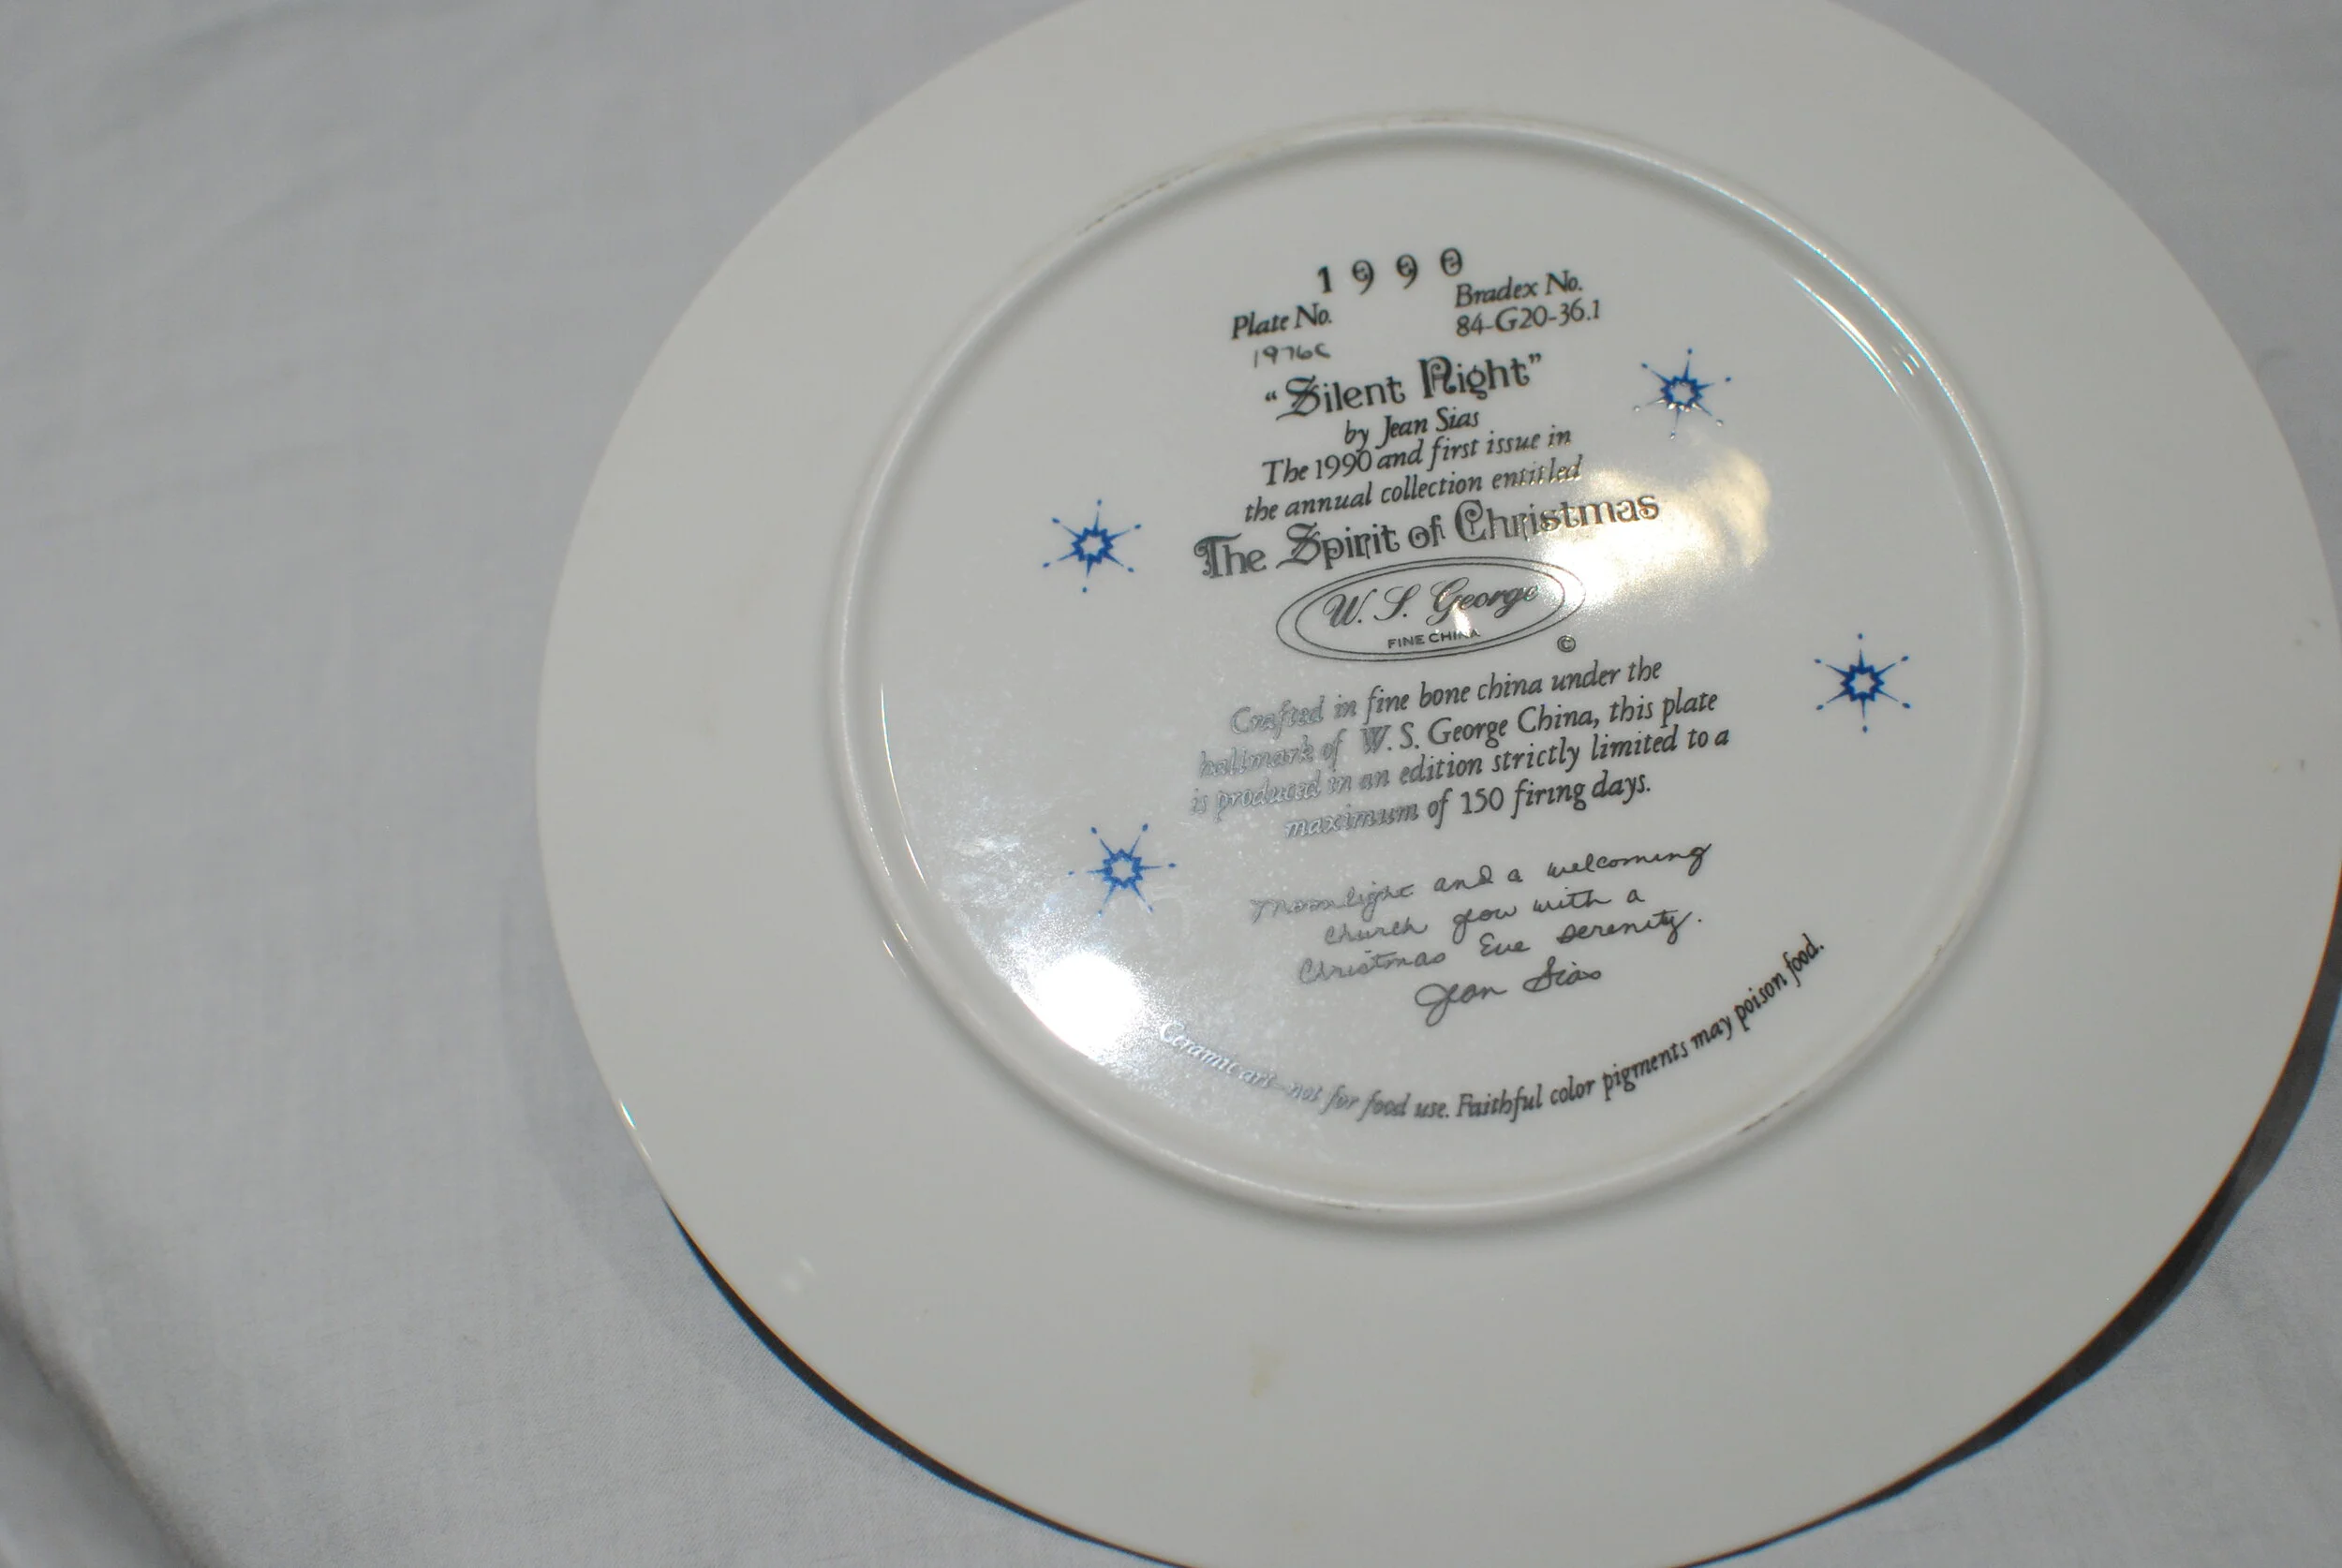 1990
Plate No. Bradex No.
1976C 84-G20-36.1
“Silent Night”
by Jean Sias
The 1990 and first issue in
the annual collection entitled
The Spirit of Christmas
W. S. George
FINE CHINA
©
Crafted in fine bone china under the
hallmark of W. S. George China, this plate
is produced in an edition strictly limited to a
maximum of 150 firing days.
Moonlight and a welcoming
church glow with a
Christmas Eve serenity.
Jean Sias
Ceramic art—not for food use. Faithful color pigments may poison food.